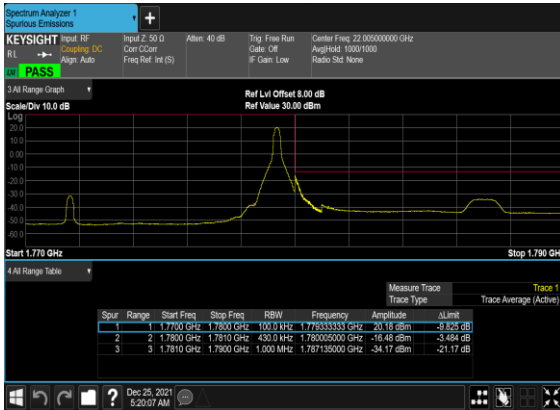 Spectrum Analyzer 1
Spurious Emissions
+
KEYSIGHT Input: RF Input Z: 50 Ω Atten: 40 dB Trig: Free Run Center Freq: 22.005000000 GHz
RL Coupling: DC Corr CCorr Gate: Off Avg|Hold: 1000/1000
Align: Auto Freq Ref: Int (S) IF Gain: Low Radio Std: None
LXI PASS
3 All Range Graph
Ref Lvl Offset 8.00 dB
Scale/Div 10.0 dB Ref Value 30.00 dBm
Log
20.0
10.0
0.00
-10.0
-20.0
-30.0
-40.0
-50.0
-60.0
Start 1.770 GHz Stop 1.790 GH
4 All Range Table
Measure Trace Trace 1
Trace Type Trace Average (Active)
Spur Range Start Freq Stop Freq RBW Frequency Amplitude ΔLimit
1 1 1.7700 GHz 1.7800 GHz 100.0 kHz 1.779333333 GHz 20.18 dBm -9.825 dB
2 2 1.7800 GHz 1.7810 GHz 430.0 kHz 1.780005000 GHz -16.48 dBm -3.484 dB
3 3 1.7810 GHz 1.7900 GHz 1.000 MHz 1.787135000 GHz -34.17 dBm -21.17 dB
? Dec 25, 2021
5:20:07 AM